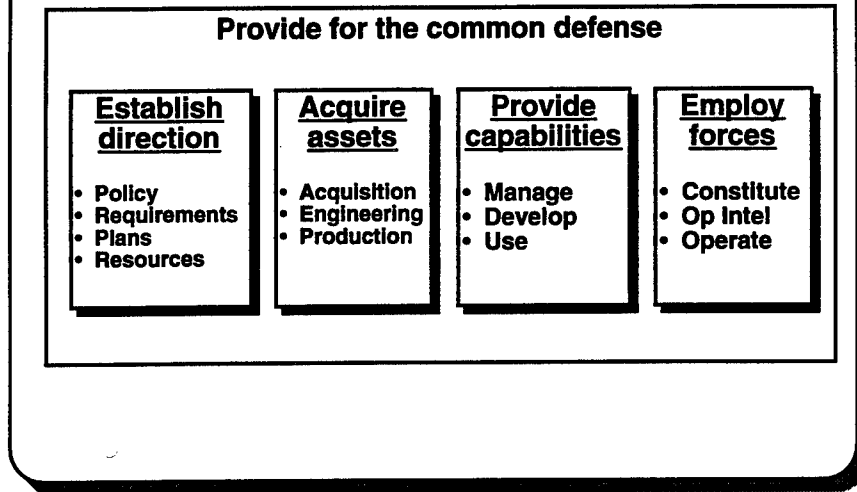 Provide for the common defense
Establish
direction
• Policy
• Requirements
• Plans
• Resources
Acquire
assets
• Acquisition
• Engineering
• Production
Provide
capabilities
• Manage
• Develop
• Use
Employ
forces
• Constitute
• Op Intel
• Operate